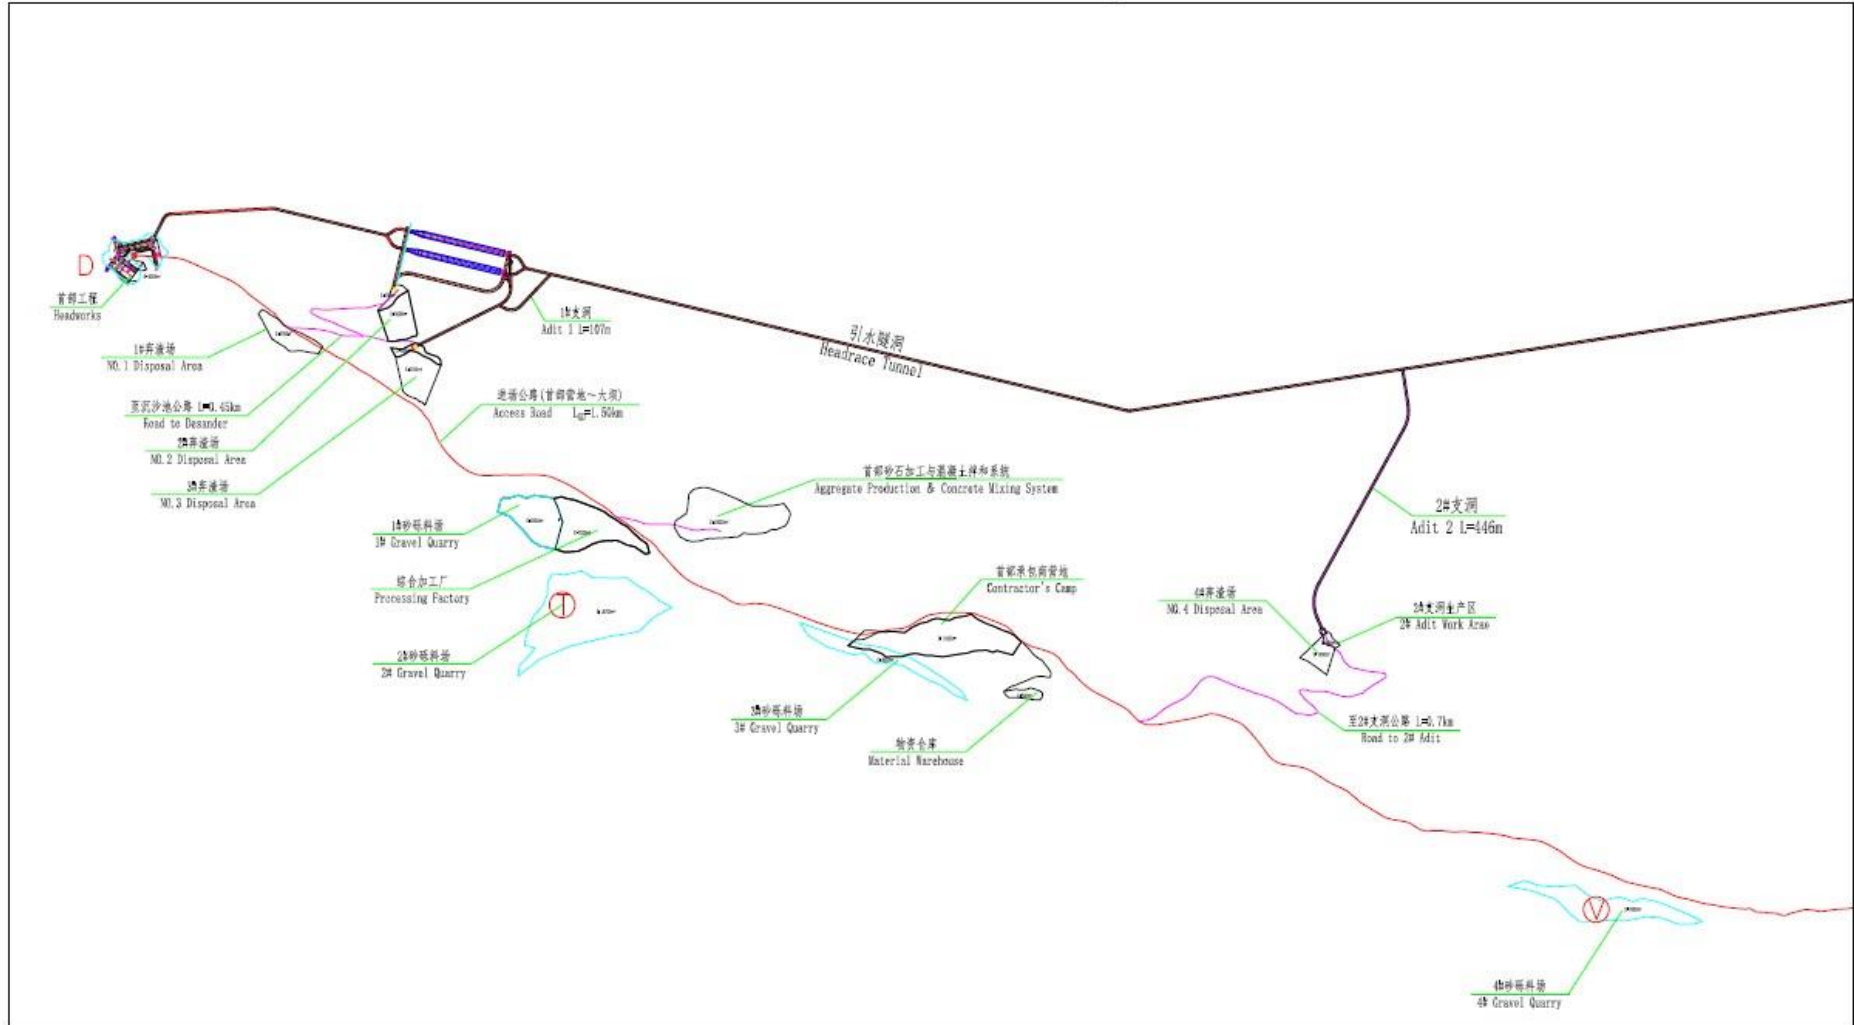 D
首部工程
Headworks
1#弃渣场
NO.1 Disposal Area
至沉沙池公路 L=0.45km
Road to Desander
2#弃渣场
NO.2 Disposal Area
3#弃渣场
NO.3 Disposal Area
1#支洞
Adit 1 L=107m
进场公路(首部营地～大坝)
Access Road L改=1.50km
引水隧洞
Headrace Tunnel
首部砂石加工与混凝土拌和系统
Aggregate Production & Concrete Mixing System
1#砂砾料场
1# Gravel Quarry
综合加工厂
Processing Factory
T
2#砂砾料场
2# Gravel Quarry
首部承包商营地
Contractor's Camp
3#砂砾料场
3# Gravel Quarry
物资仓库
Material Warehouse
2#支洞
Adit 2 L=446m
4#弃渣场
NO.4 Disposal Area
2#支洞生产区
2# Adit Work Arae
至2#支洞公路 L=0.7km
Road to 2# Adit
V
4#砂砾料场
4# Gravel Quarry